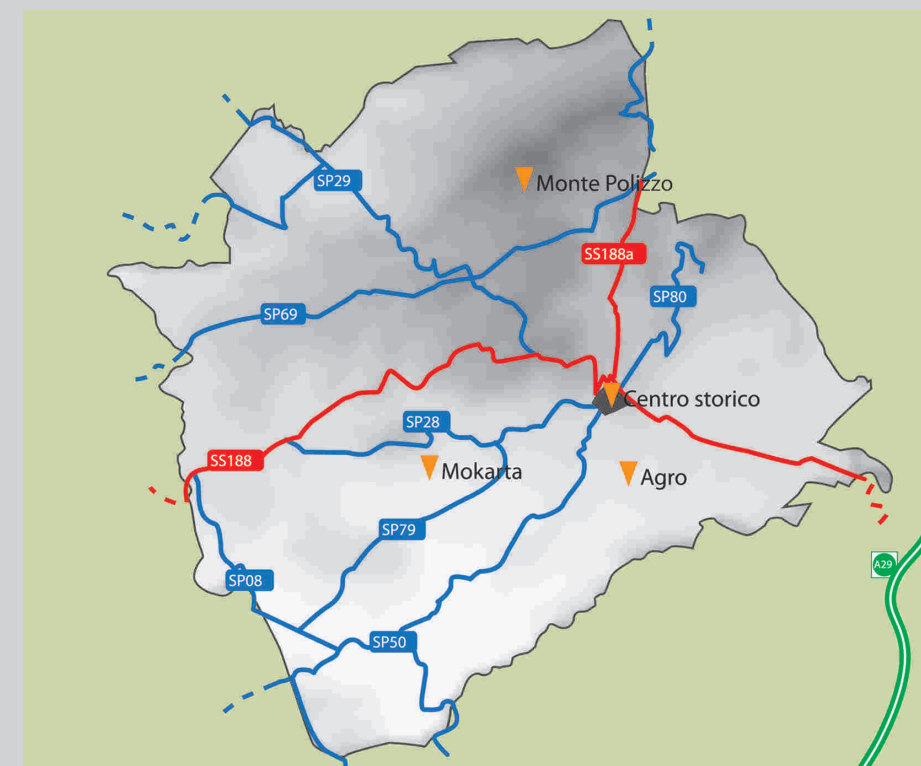 SP29
Monte Polizzo
SS188a
SP80
SP69
Centro storico
SP28
SS188
Mokarta
Agro
SP79
A29
SP08
SP50